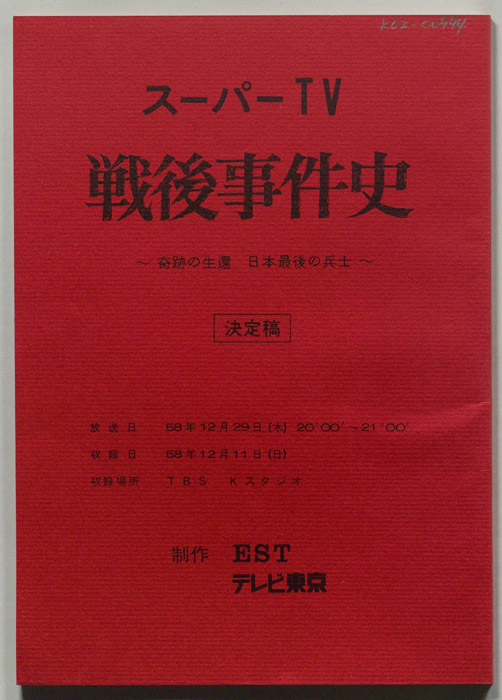 スーパーTV
戦後事件史
～ 奇跡の生還 日本最後の兵士 ～
決定稿
放送日 58年12月29日(木) 20°00'～21°00'
収録日 58年12月11日(日)
収録場所 TBS Kスタジオ
制作 EST
テレビ東京